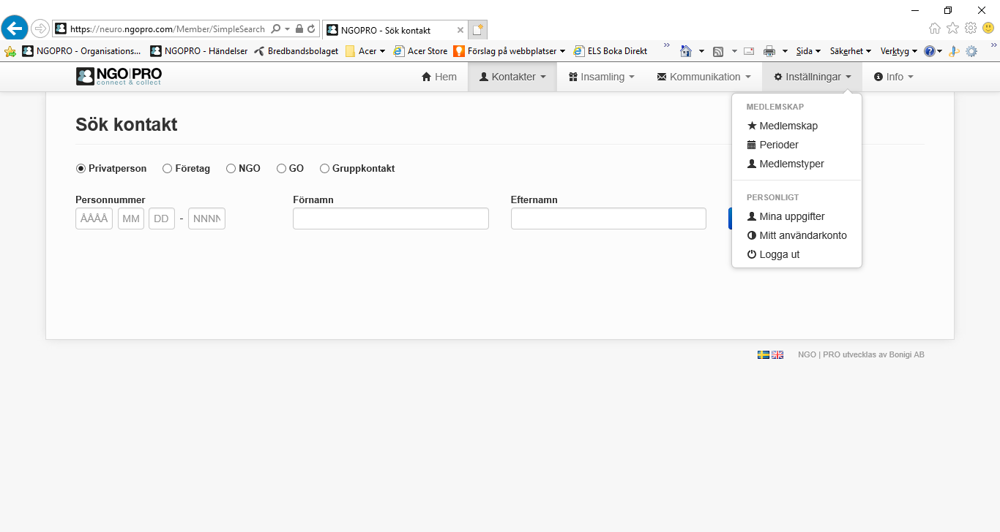 https://neuro.ngopro.com/Member/SimpleSearch
NGOPRO - Sök kontakt
NGOPRO - Organisations...
NGOPRO - Händelser
Bredbandsbolaget
Acer
Acer Store
Förslag på webbplatser
ELS Boka Direkt
Sida
Säkerhet
Verktyg
NGO|PRO
connect & collect
Hem
Kontakter
Insamling
Kommunikation
Inställningar
Info
MEDLEMSKAP
Medlemskap
Perioder
Medlemstyper
PERSONLIGT
Mina uppgifter
Mitt användarkonto
Logga ut
Sök kontakt
Privatperson
Företag
NGO
GO
Gruppkontakt
Personnummer
Förnamn
Efternamn
ÅÅÅÅ MM DD - NNNN
NGO | PRO utvecklas av Bonigi AB